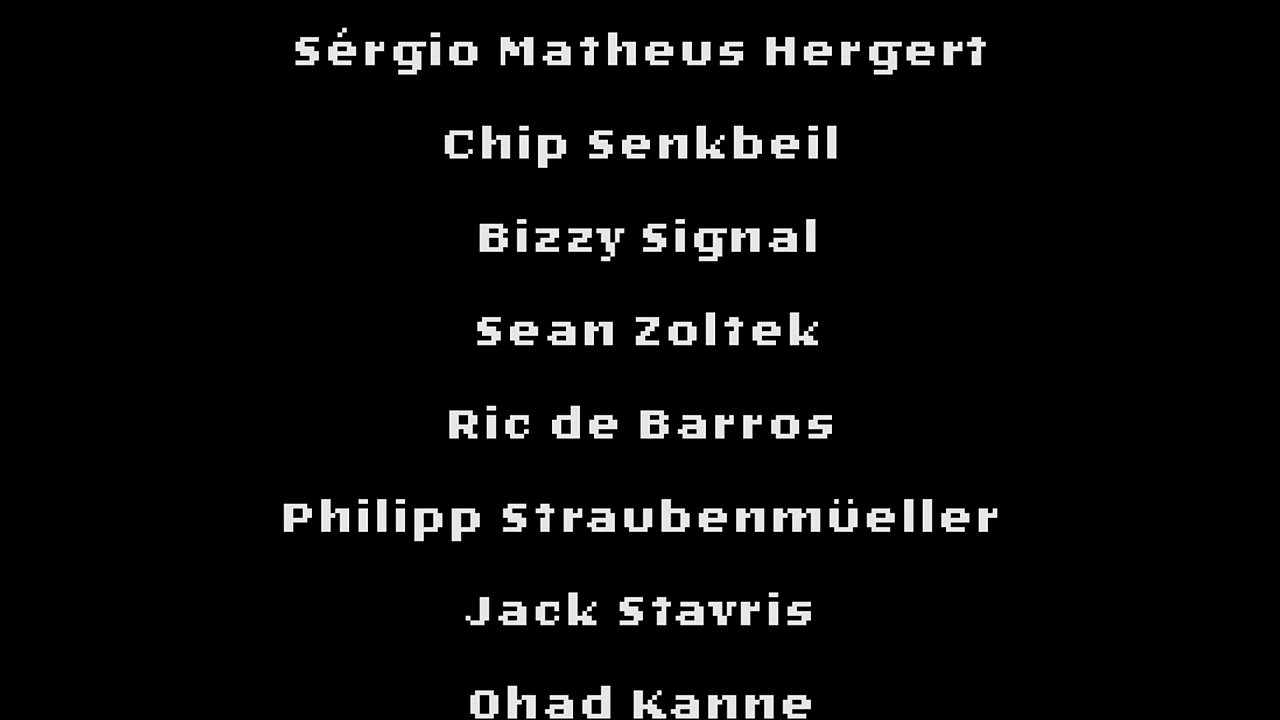 Sérgio Matheus Hergert
Chip Senkbeil
Bizzy Signal
Sean Zoltek
Ric de Barros
Philipp Straubenmüeller
Jack Stavris
Ohad Kanne